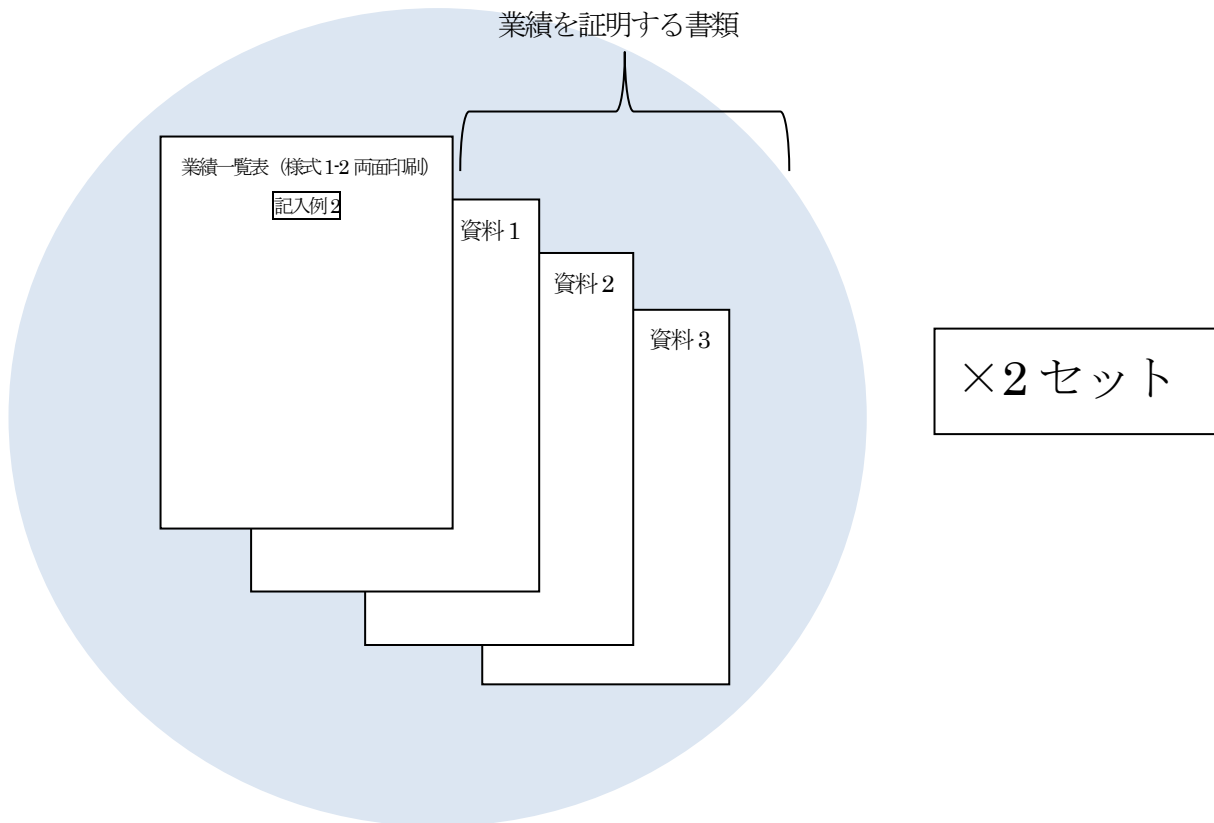 業績を証明する書類
業績一覧表（様式1-2 両面印刷）
記入例2
資料1
資料2
資料3
×2セット